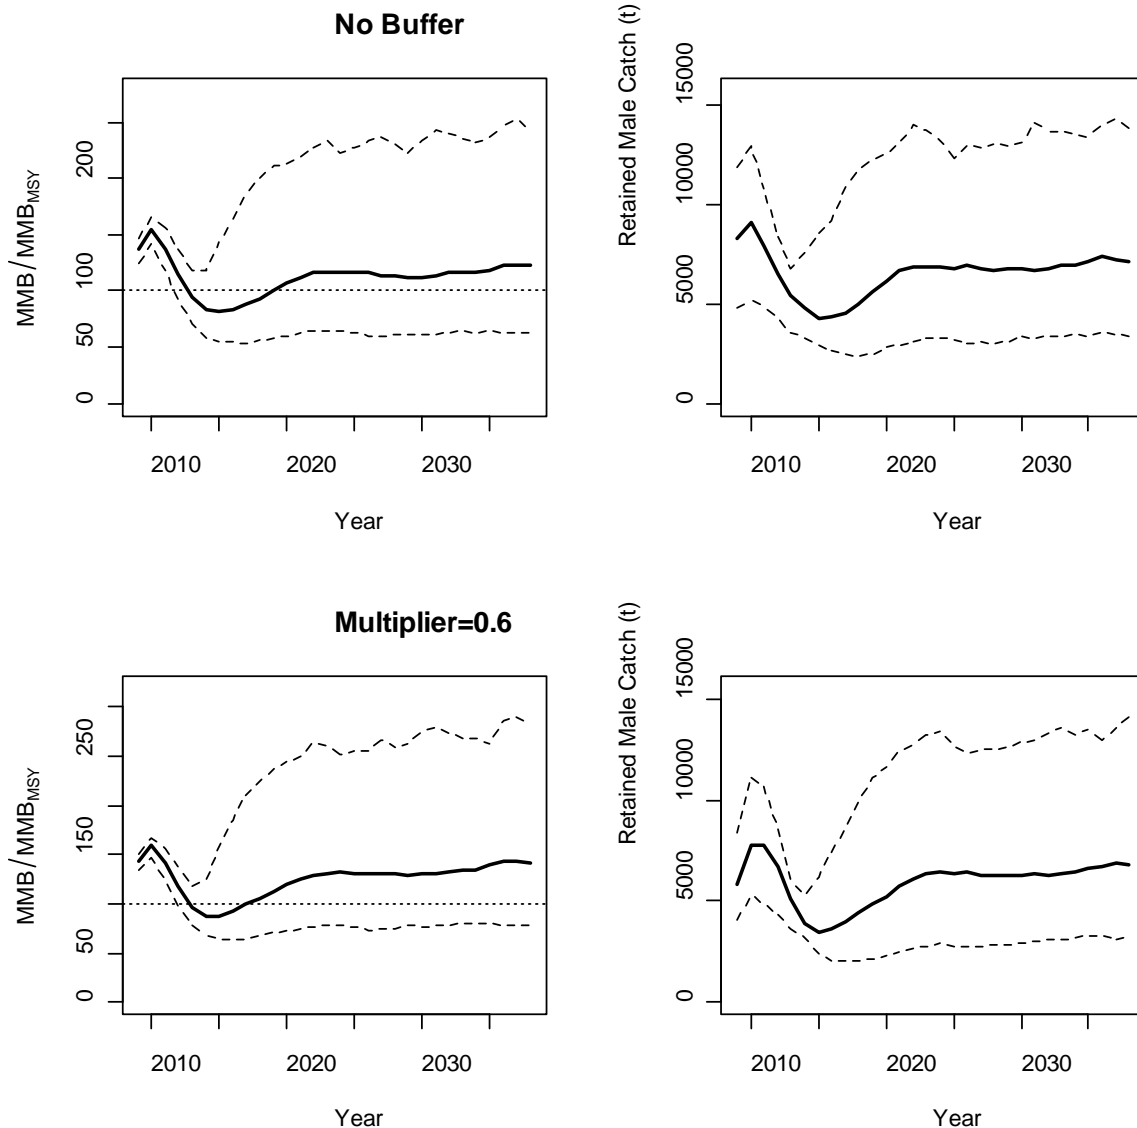 No Buffer
MMB/MMB_MSY
0 50 100 200
2010 2020 2030
Year
Retained Male Catch (t)
0 5000 10000 15000
2010 2020 2030
Year
Multiplier=0.6
MMB/MMB_MSY
0 50 150 250
2010 2020 2030
Year
Retained Male Catch (t)
0 5000 10000 15000
2010 2020 2030
Year